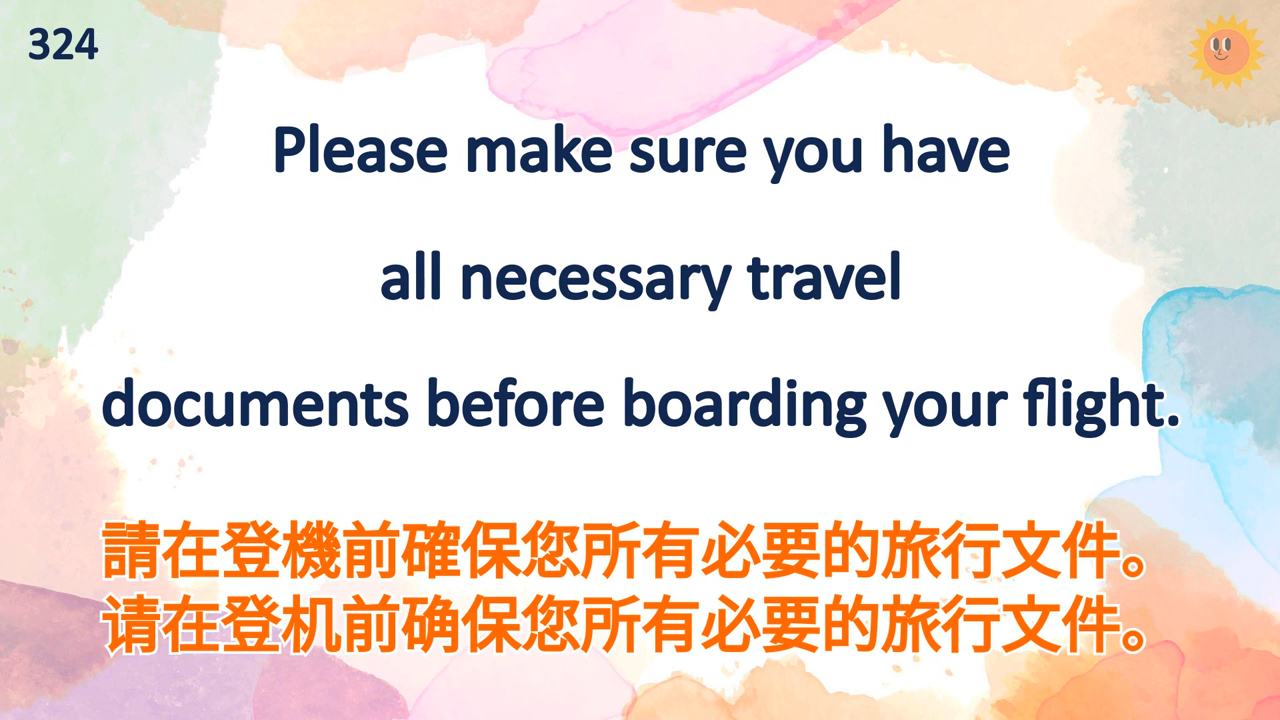 324
Please make sure you have
all necessary travel
documents before boarding your flight.
請在登機前確保您所有必要的旅行文件。
请在登机前确保您所有必要的旅行文件。